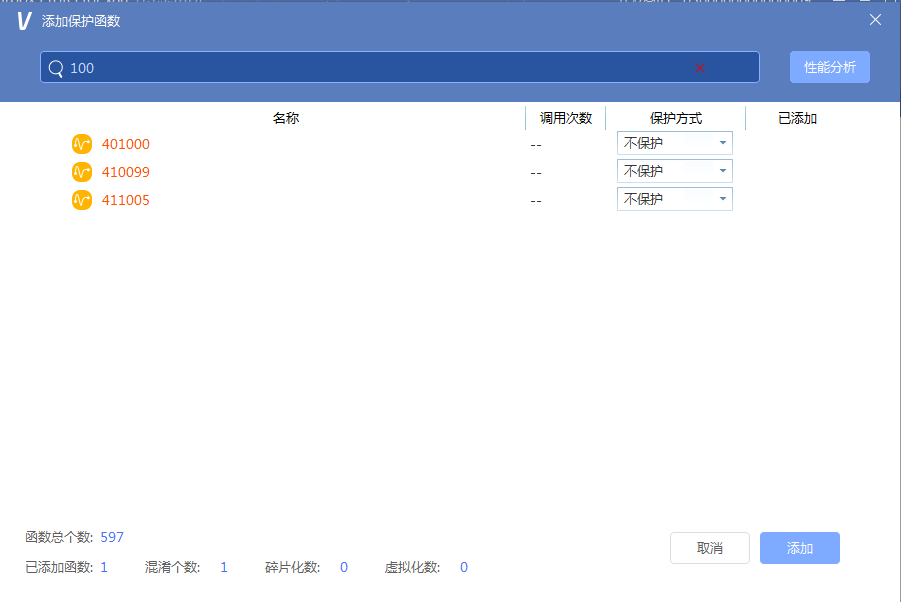 V 添加保护函数
100 性能分析
名称 调用次数 保护方式 已添加
401000 -- 不保护
410099 -- 不保护
411005 -- 不保护
函数总个数: 597
已添加函数: 1 混淆个数: 1 碎片化数: 0 虚拟化数: 0
取消 添加